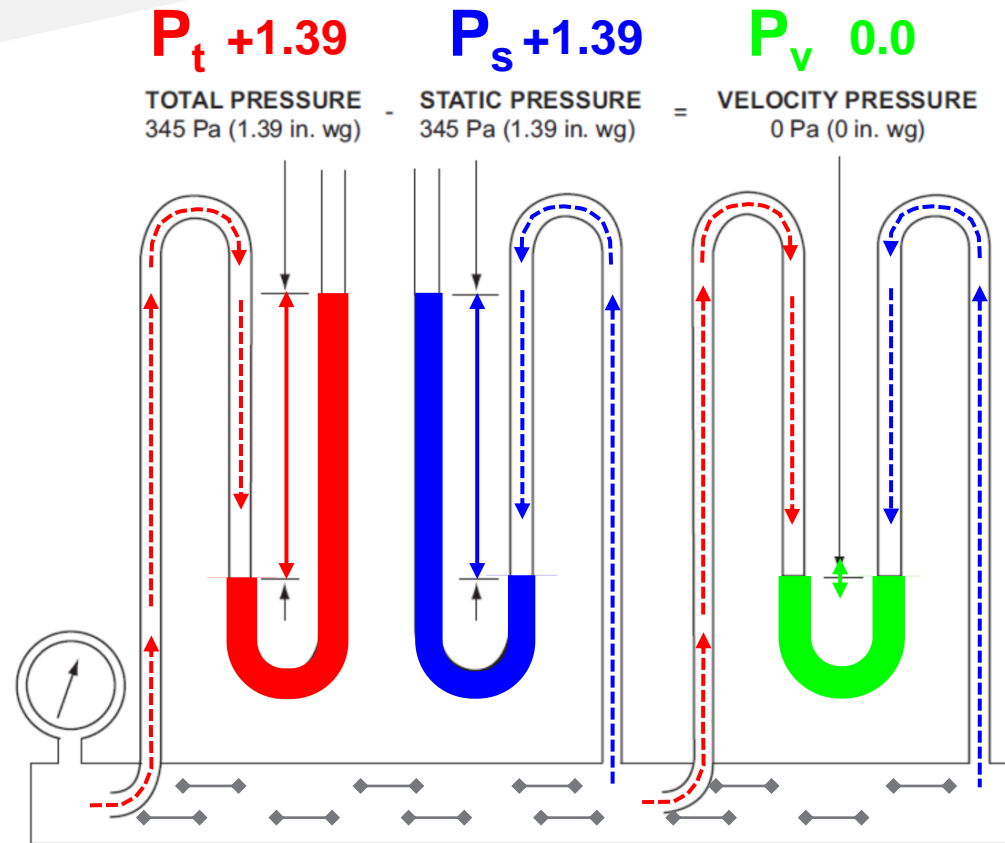 Pt +1.39 Ps +1.39 Pv 0.0
TOTAL PRESSURE - STATIC PRESSURE = VELOCITY PRESSURE
345 Pa (1.39 in. wg) 345 Pa (1.39 in. wg) 0 Pa (0 in. wg)